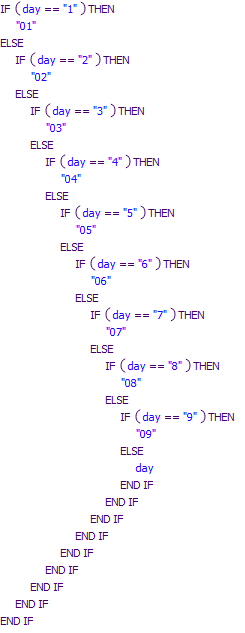 IF ( day == "1" ) THEN
"01"
ELSE
IF ( day == "2" ) THEN
"02"
ELSE
IF ( day == "3" ) THEN
"03"
ELSE
IF ( day == "4" ) THEN
"04"
ELSE
IF ( day == "5" ) THEN
"05"
ELSE
IF ( day == "6" ) THEN
"06"
ELSE
IF ( day == "7" ) THEN
"07"
ELSE
IF ( day == "8" ) THEN
"08"
ELSE
IF ( day == "9" ) THEN
"09"
ELSE
day
END IF
END IF
END IF
END IF
END IF
END IF
END IF
END IF
END IF